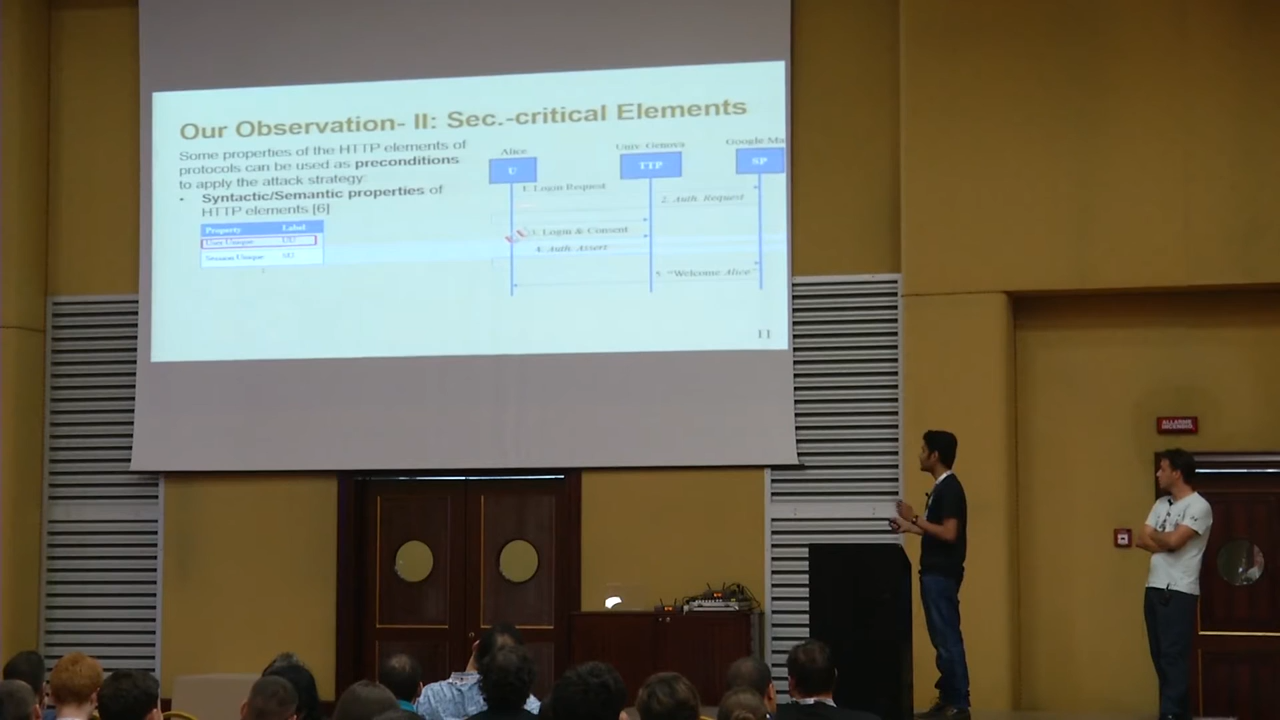 Our Observation- II: Sec.-critical Elements
Some properties of the HTTP elements of
protocols can be used as preconditions
to apply the attack strategy:
• Syntactic/Semantic properties of
HTTP elements [6]
Property Label
User Unique UU
Session Unique SU
Alice
Univ. Genova
Google Ma
U
TTP
SP
1. Login Request
2. Auth. Request
3. Login & Consent
4. Auth. Assert
5. "Welcome Alice"
11
ALLARME
INCENDIO